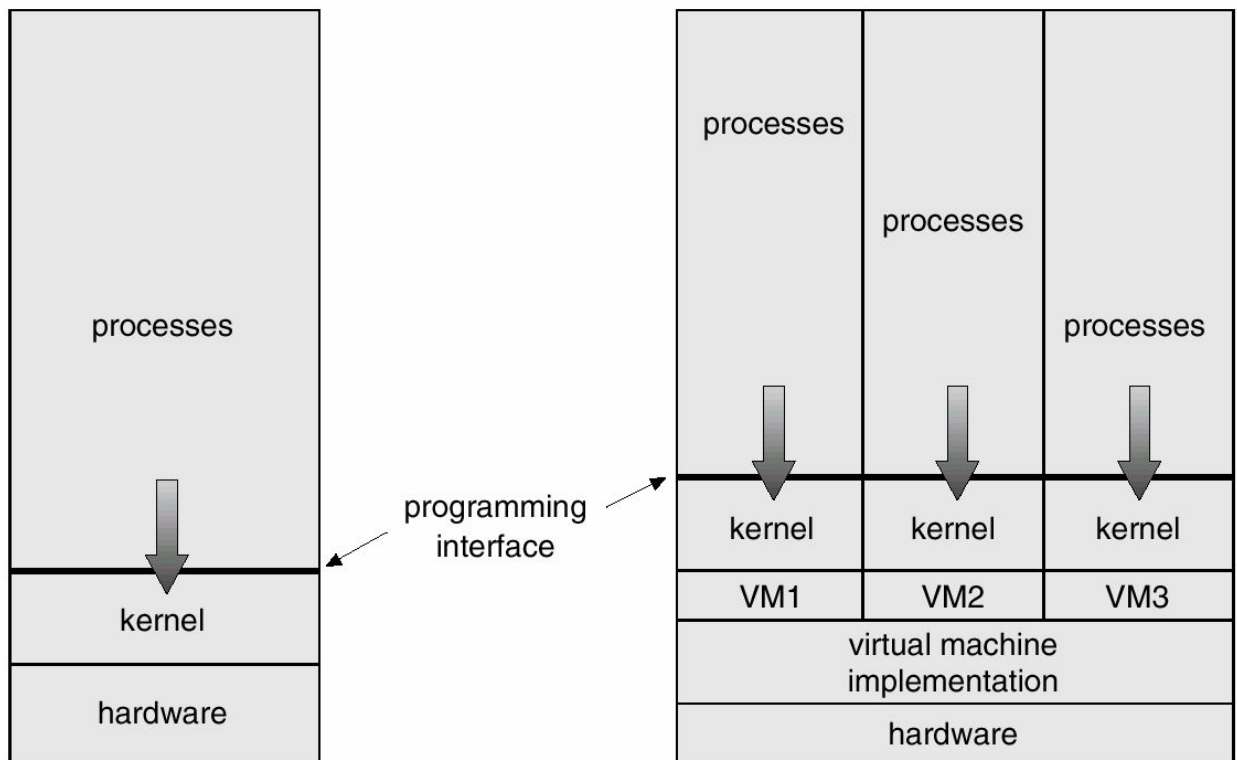 processes
kernel
hardware
programming
interface
processes
processes
processes
kernel
kernel
kernel
VM1
VM2
VM3
virtual machine
implementation
hardware